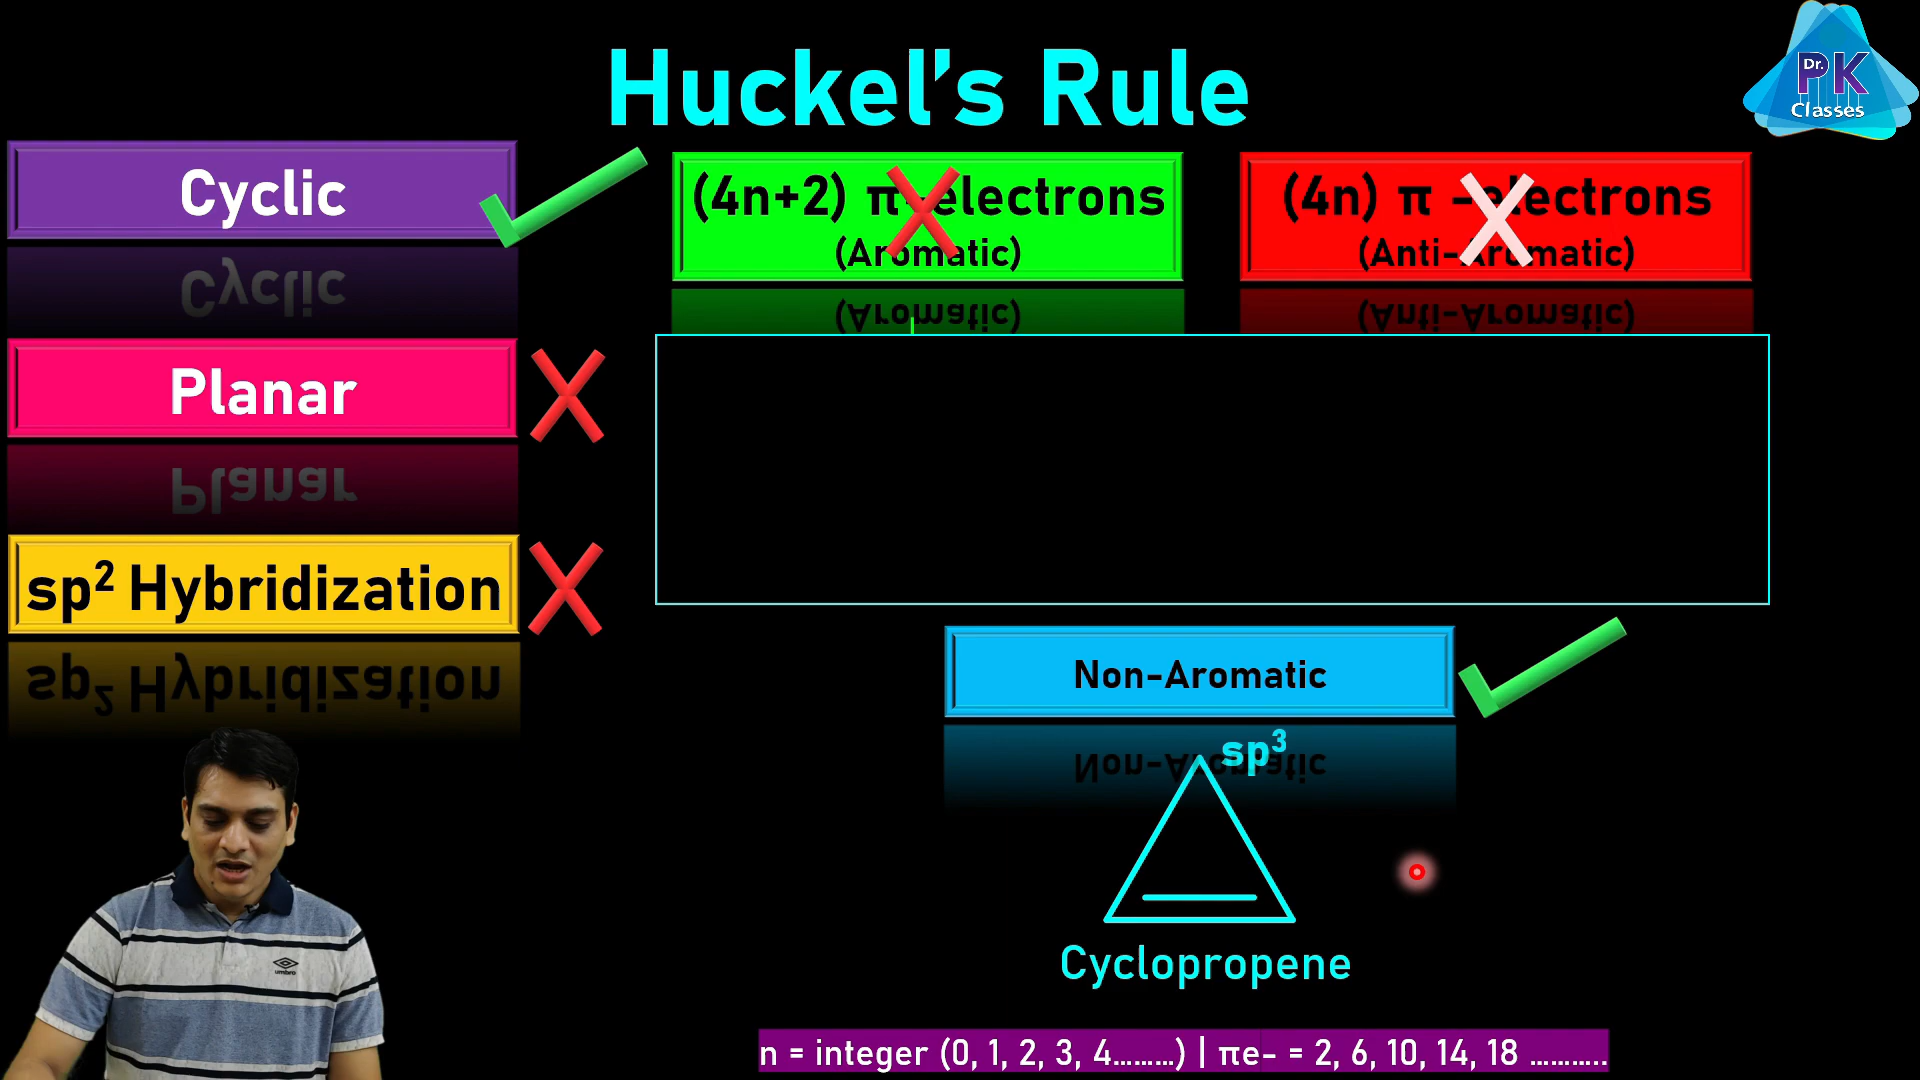 Huckel’s Rule
Dr. PK
Classes
Cyclic
(4n+2) π-electrons
(Aromatic)
(4n) π -electrons
(Anti-Aromatic)
Planar
sp² Hybridization
Non-Aromatic
sp³
Cyclopropene
umbro
n = integer (0, 1, 2, 3, 4.........) | πe- = 2, 6, 10, 14, 18 ...........